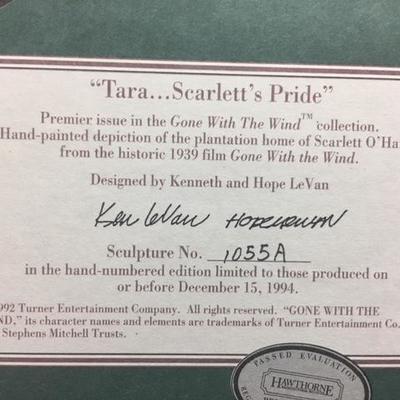 “Tara...Scarlett's Pride”
Premier issue in the Gone With The Wind™ collection.
Hand-painted depiction of the plantation home of Scarlett O'Ha
from the historic 1939 film Gone With the Wind.
Designed by Kenneth and Hope LeVan
Ken LeVan
Sculpture No. 1055A
in the hand-numbered edition limited to those produced on
or before December 15, 1994.
992 Turner Entertainment Company. All rights reserved. “GONE WITH THE
ND,” its character names and elements are trademarks of Turner Entertainment Co.
Stephens Mitchell Trusts.
PASSED EVALUATION
HAWTHORNE